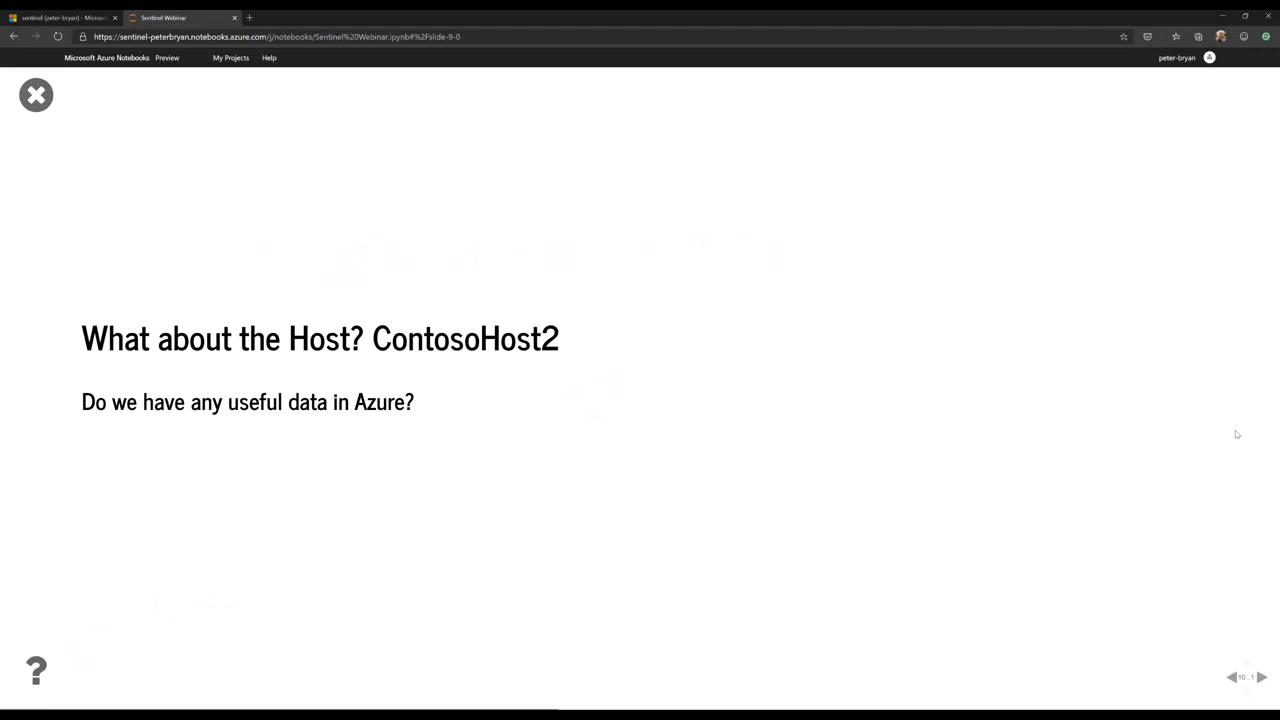 sentinel (peter-bryan) - Microso
Sentinel Webinar
https://sentinel-peterbryan.notebooks.azure.com/j/notebooks/Sentinel%20Webinar.ipynb#%2Fslide-9-0
Microsoft Azure Notebooks Preview My Projects Help peter-bryan
What about the Host? ContosoHost2
Do we have any useful data in Azure?
?
10 . 1